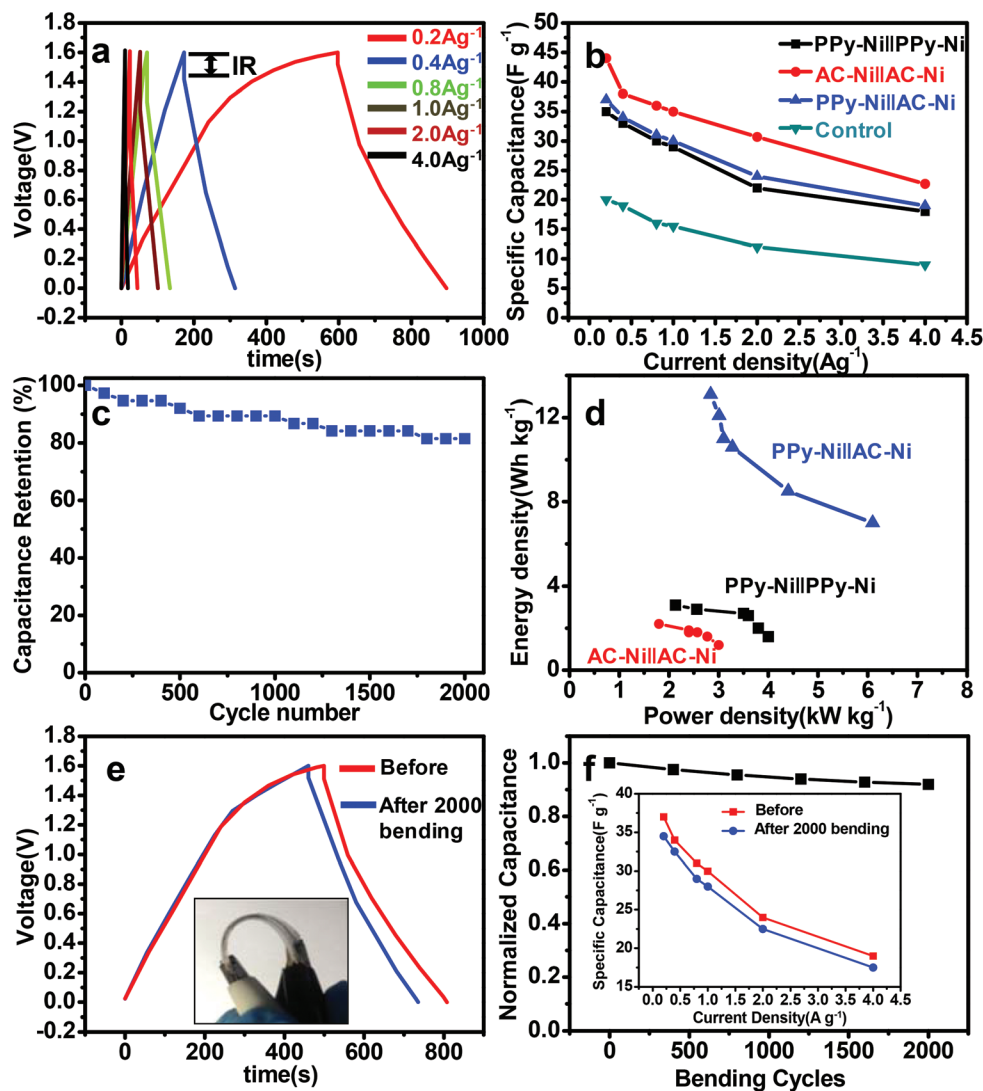 a
IR
0.2Ag⁻¹
0.4Ag⁻¹
0.8Ag⁻¹
1.0Ag⁻¹
2.0Ag⁻¹
4.0Ag⁻¹
1.8
1.6
1.4
1.2
1.0
0.8
0.6
0.4
0.2
0.0
-0.2
Voltage(V)
0 200 400 600 800 1000
time(s)
b
PPy-Ni||PPy-Ni
AC-Ni||AC-Ni
PPy-Ni||AC-Ni
Control
50
45
40
35
30
25
20
15
10
5
0
Specific Capacitance(F g⁻¹)
0.0 0.5 1.0 1.5 2.0 2.5 3.0 3.5 4.0 4.5
Current density(Ag⁻¹)
c
100
80
60
40
20
0
Capacitance Retention (%)
0 500 1000 1500 2000
Cycle number
d
PPy-Ni||AC-Ni
PPy-Ni||PPy-Ni
AC-Ni||AC-Ni
12
8
4
0
Energy density(Wh kg⁻¹)
0 1 2 3 4 5 6 7 8
Power density(kW kg⁻¹)
e
Before
After 2000
bending
1.8
1.6
1.4
1.2
1.0
0.8
0.6
0.4
0.2
0.0
-0.2
Voltage(V)
0 200 400 600 800
time(s)
f
1.0
0.8
0.6
0.4
0.2
0.0
Normalized Capacitance
0 500 1000 1500 2000
Bending Cycles
Before
After 2000 bending
40
35
30
25
20
15
Specific Capacitance(F g⁻¹)
0.0 0.5 1.0 1.5 2.0 2.5 3.0 3.5 4.0 4.5
Current Density(A g⁻¹)